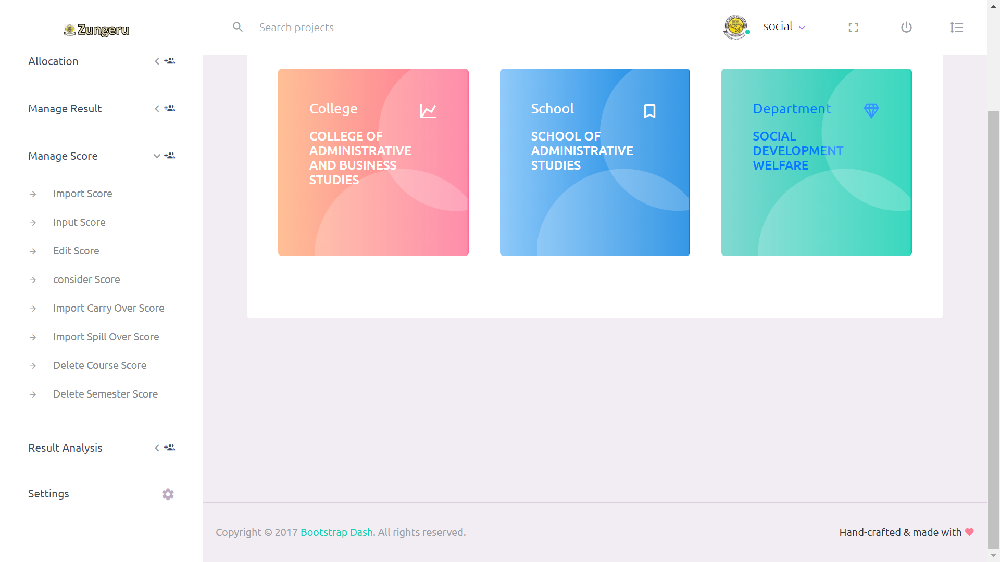 Zungeru
Search projects
social
Allocation
Manage Result
Manage Score
Import Score
Input Score
Edit Score
consider Score
Import Carry Over Score
Import Spill Over Score
Delete Course Score
Delete Semester Score
Result Analysis
Settings
College
COLLEGE OF
ADMINISTRATIVE
AND BUSINESS
STUDIES
School
SCHOOL OF
ADMINISTRATIVE
STUDIES
Department
SOCIAL
DEVELOPMENT
WELFARE
Copyright © 2017 Bootstrap Dash. All rights reserved.
Hand-crafted & made with